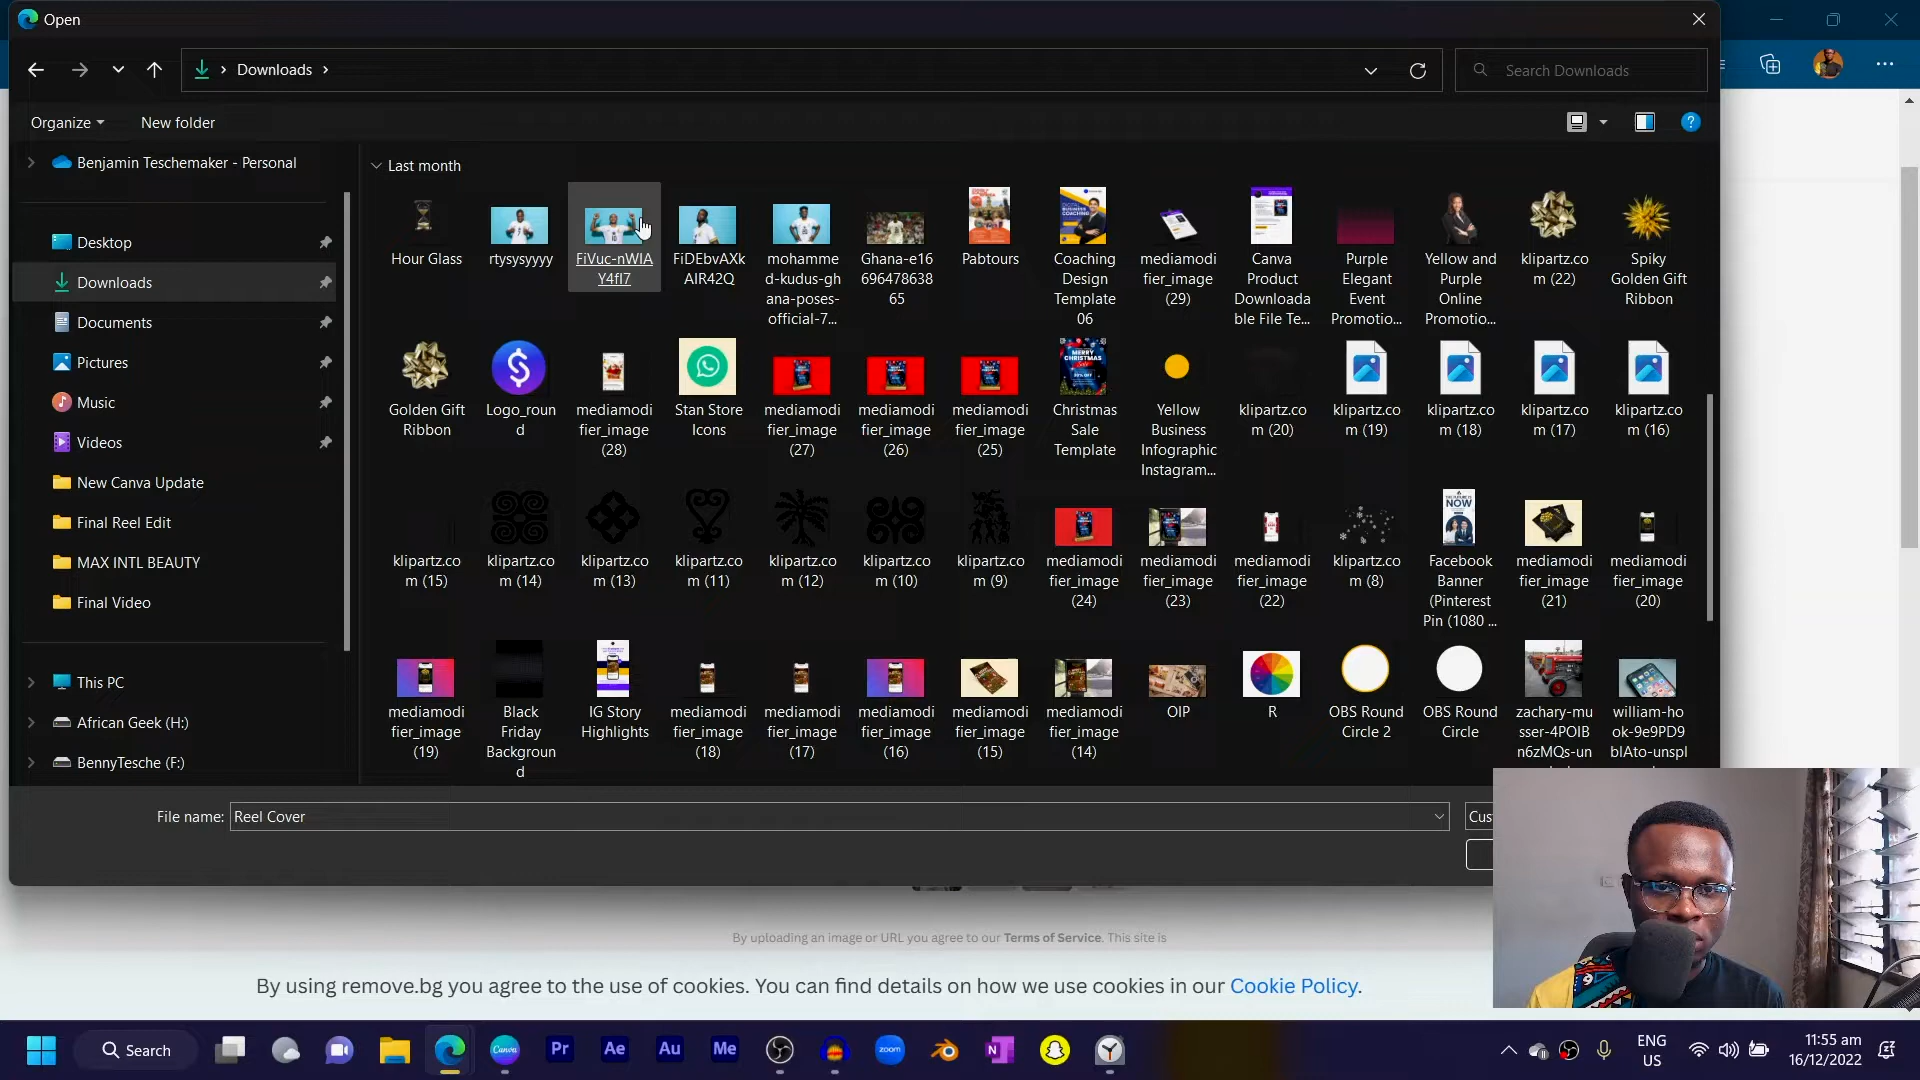 Open
Downloads
Search Downloads
Organize
New folder
Benjamin Teschemaker - Personal
Desktop
Downloads
Documents
Pictures
Music
Videos
New Canva Update
Final Reel Edit
MAX INTL BEAUTY
Final Video
This PC
African Geek (H:)
BennyTesche (F:)
Last month
Hour Glass
rtysysyyyy
FiVuc-nWIA
Y4fI7
FiDEbvAXk
AIR42Q
mohamme
d-kudus-gh
ana-poses-
official-7...
Ghana-e16
696478638
65
Pabtours
Coaching
Design
Template
06
mediamodi
fier_image
(29)
Canva
Product
Downloada
ble File Te...
Purple
Elegant
Event
Promotio...
Yellow and
Purple
Online
Promotio...
klipartz.co
m (22)
Spiky
Golden Gift
Ribbon
Golden Gift
Ribbon
Logo_roun
d
mediamodi
fier_image
(28)
Stan Store
Icons
mediamodi
fier_image
(27)
mediamodi
fier_image
(26)
mediamodi
fier_image
(25)
Christmas
Sale
Template
Yellow
Business
Infographic
Instagram...
klipartz.co
m (20)
klipartz.co
m (19)
klipartz.co
m (18)
klipartz.co
m (17)
klipartz.co
m (16)
klipartz.co
m (15)
klipartz.co
m (14)
klipartz.co
m (13)
klipartz.co
m (11)
klipartz.co
m (12)
klipartz.co
m (10)
klipartz.co
m (9)
mediamodi
fier_image
(24)
mediamodi
fier_image
(23)
mediamodi
fier_image
(22)
klipartz.co
m (8)
Facebook
Banner
(Pinterest
Pin (1080 ...
mediamodi
fier_image
(21)
mediamodi
fier_image
(20)
mediamodi
fier_image
(19)
Black
Friday
Backgroun
d
IG Story
Highlights
mediamodi
fier_image
(18)
mediamodi
fier_image
(17)
mediamodi
fier_image
(16)
mediamodi
fier_image
(15)
mediamodi
fier_image
(14)
OIP
R
OBS Round
Circle 2
OBS Round
Circle
zachary-mu
sser-4POIB
n6zMQs-un
william-ho
ok-9e9PD9
blAto-unspl
File name: Reel Cover
Cus
By uploading an image or URL you agree to our Terms of Service. This site is
By using remove.bg you agree to the use of cookies. You can find details on how we use cookies in our Cookie Policy.
Search
Canva
Pr
Ae
Au
Me
zoom
N
ENG
US
11:55 am
16/12/2022